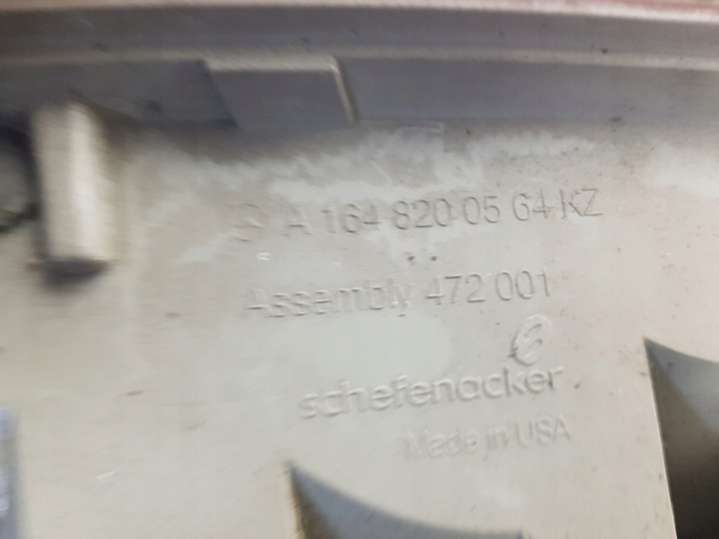 A 164 820 05 64 KZ
Assembly 472 001
schefenacker
Made in USA